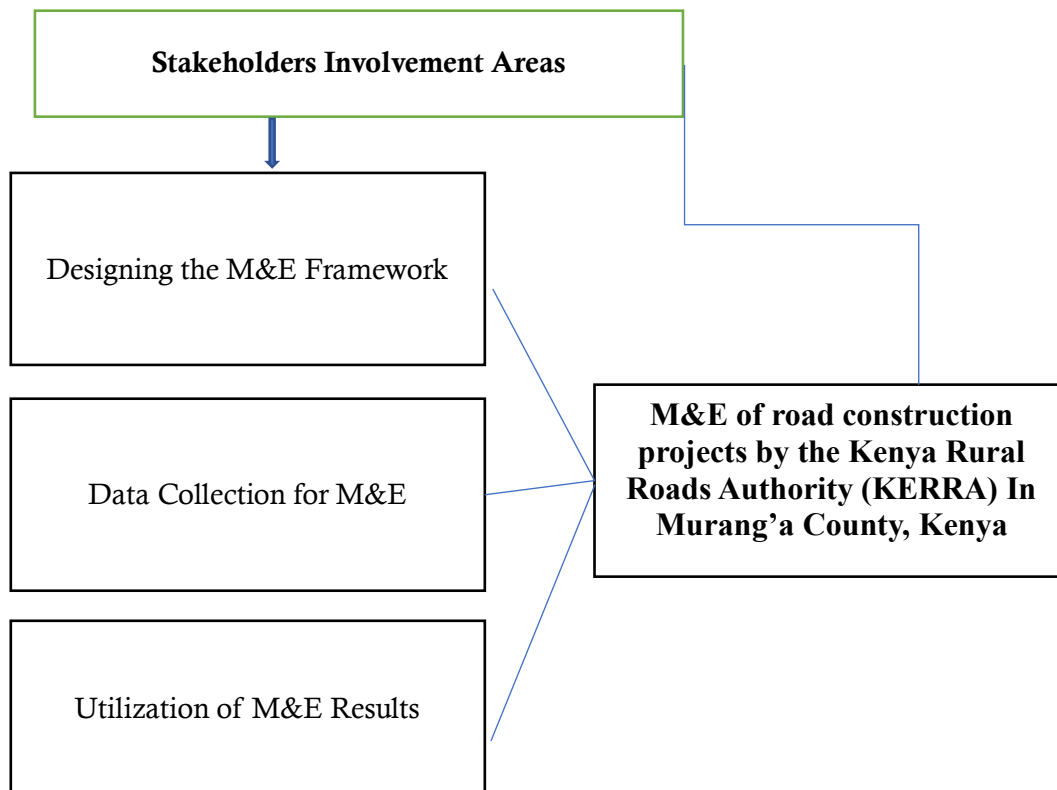 Stakeholders Involvement Areas
Designing the M&E Framework
Data Collection for M&E
Utilization of M&E Results
M&E of road construction
projects by the Kenya Rural
Roads Authority (KERRA) In
Murang’a County, Kenya